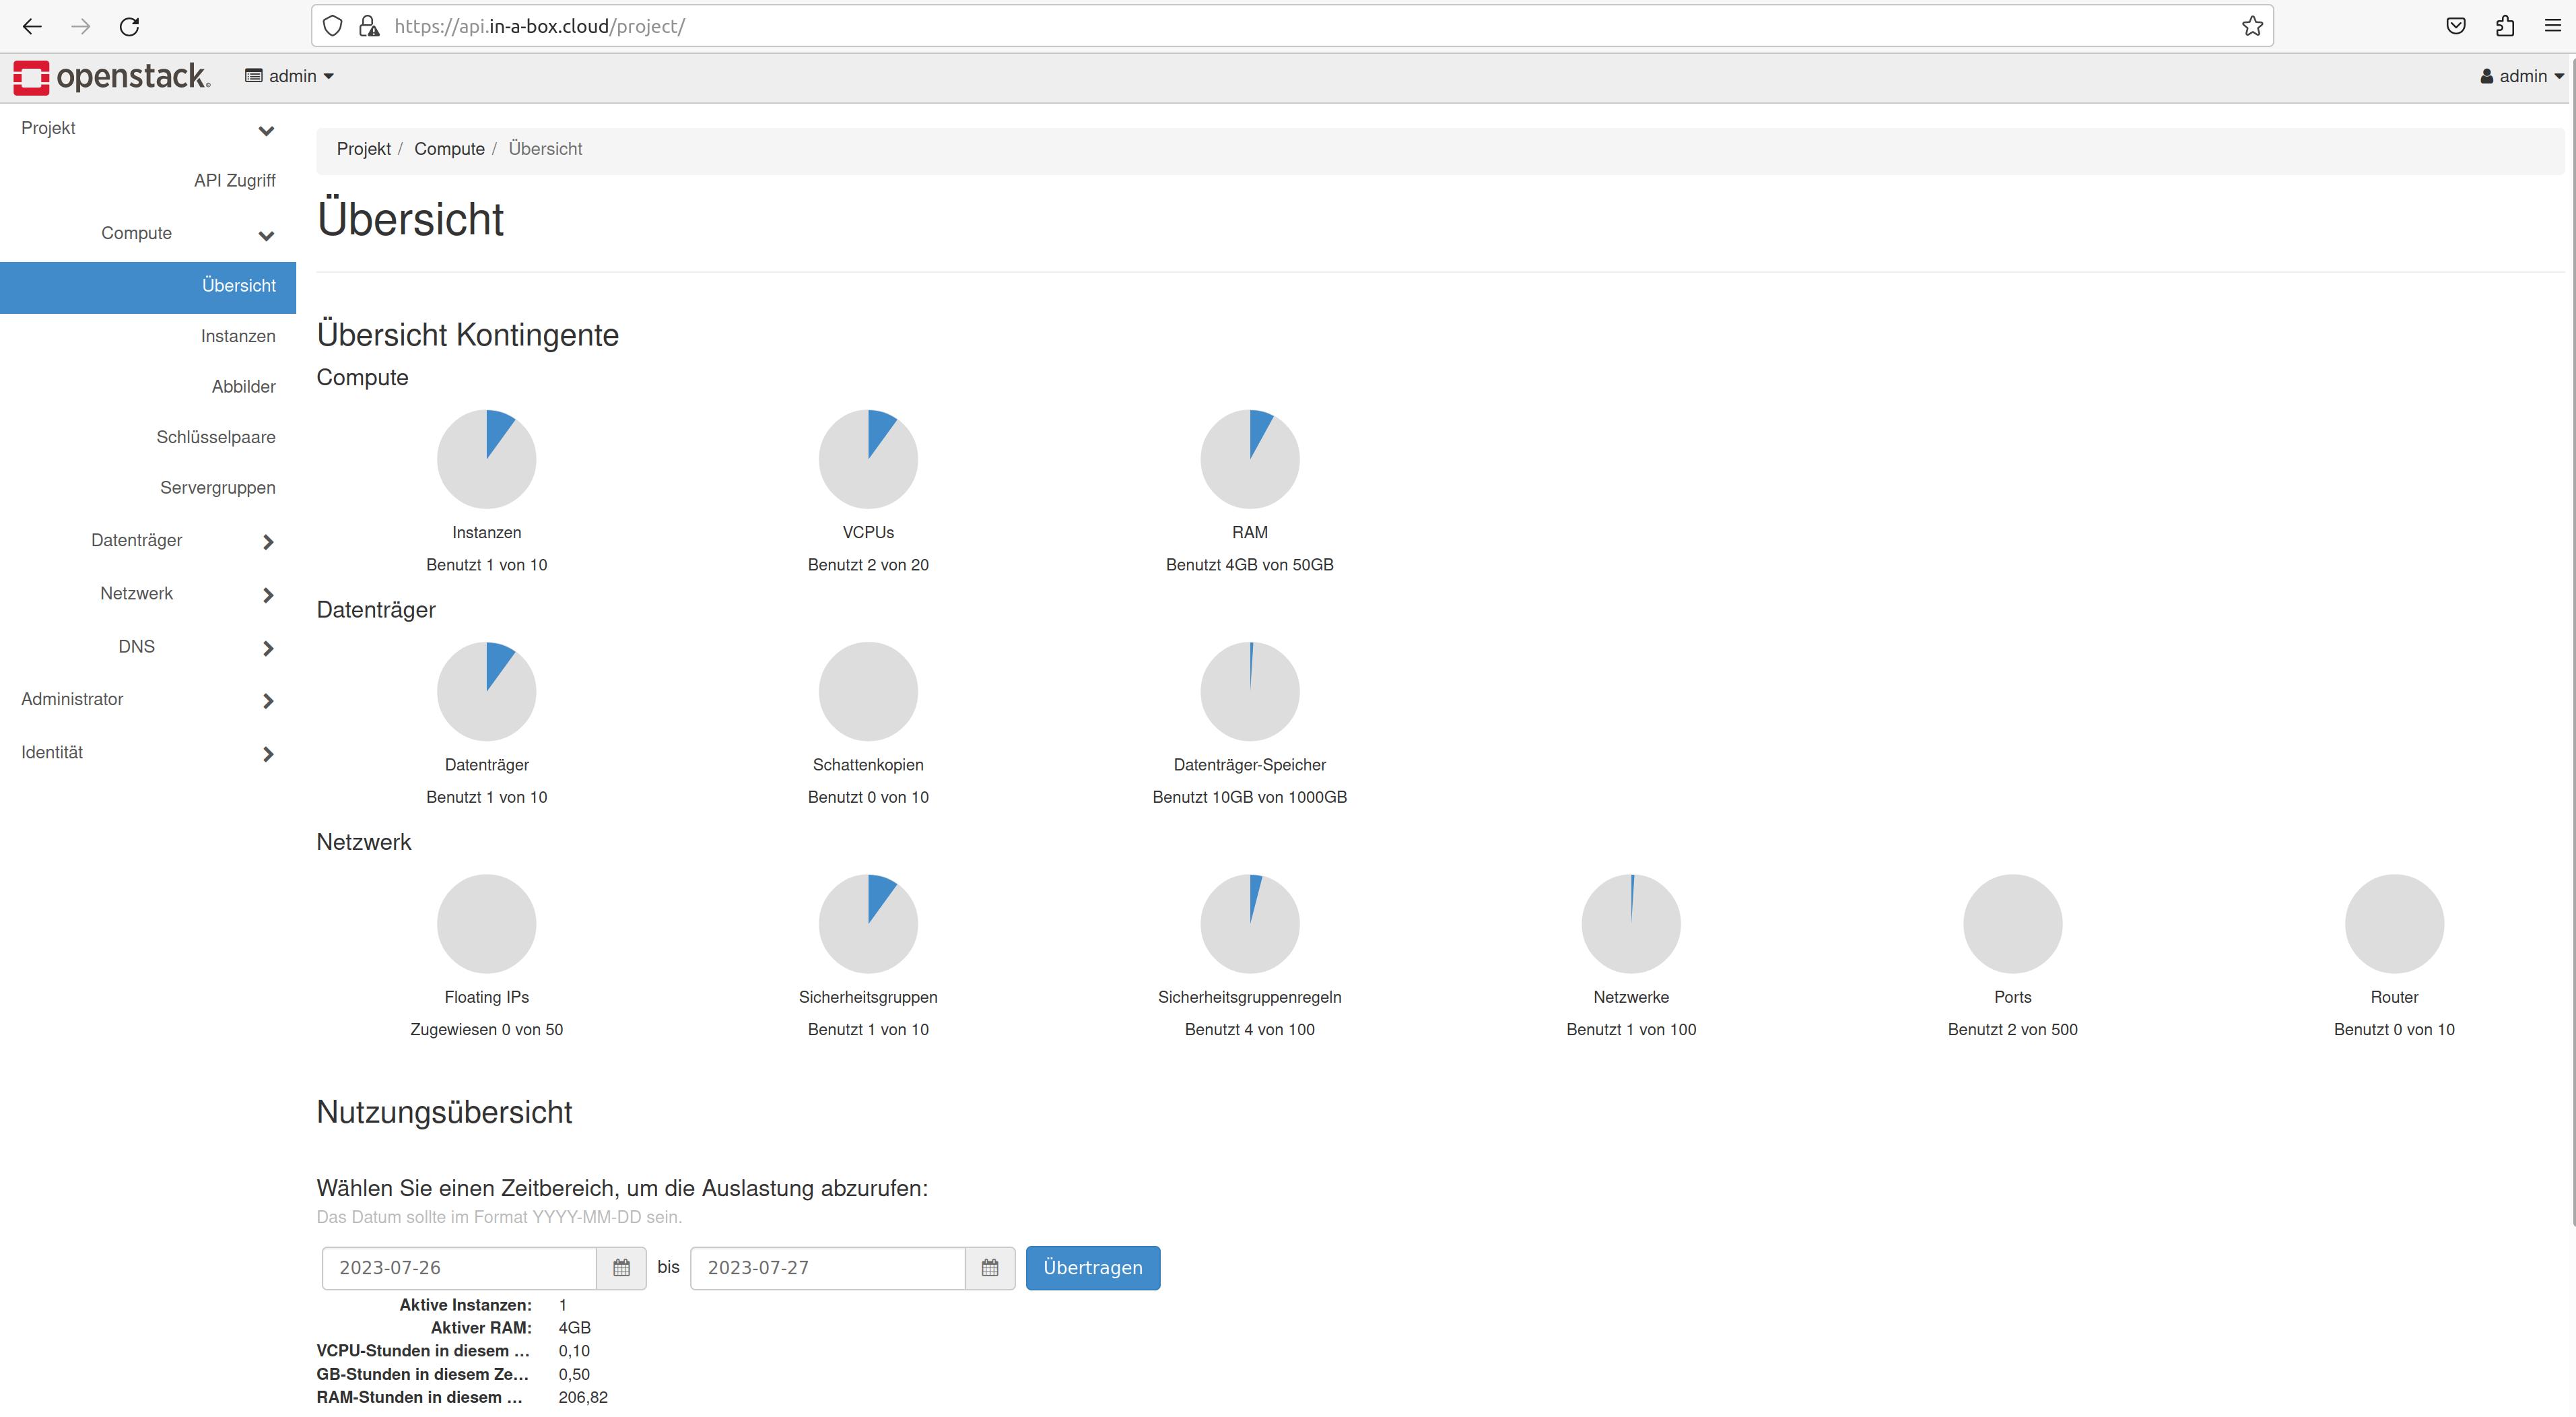 https://api.in-a-box.cloud/project/
openstack. admin admin
Projekt
API Zugriff
Compute
Übersicht
Instanzen
Abbilder
Schlüsselpaare
Servergruppen
Datenträger
Netzwerk
DNS
Administrator
Identität
Projekt / Compute / Übersicht
Übersicht
Übersicht Kontingente
Compute
Instanzen VCPUs RAM
Benutzt 1 von 10 Benutzt 2 von 20 Benutzt 4GB von 50GB
Datenträger
Datenträger Schattenkopien Datenträger-Speicher
Benutzt 1 von 10 Benutzt 0 von 10 Benutzt 10GB von 1000GB
Netzwerk
Floating IPs Sicherheitsgruppen Sicherheitsgruppenregeln Netzwerke Ports Router
Zugewiesen 0 von 50 Benutzt 1 von 10 Benutzt 4 von 100 Benutzt 1 von 100 Benutzt 2 von 500 Benutzt 0 von 10
Nutzungsübersicht
Wählen Sie einen Zeitbereich, um die Auslastung abzurufen:
Das Datum sollte im Format YYYY-MM-DD sein.
2023-07-26 bis 2023-07-27 Übertragen
Aktive Instanzen: 1
Aktiver RAM: 4GB
VCPU-Stunden in diesem … 0,10
GB-Stunden in diesem Ze… 0,50
RAM-Stunden in diesem … 206,82